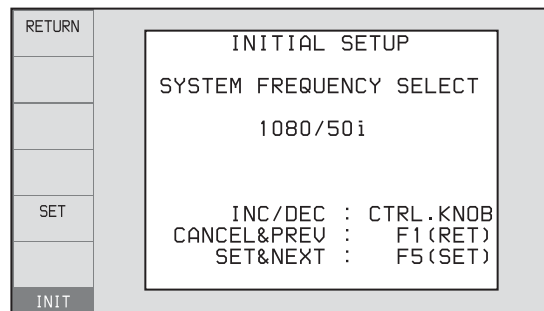 RETURN
INITIAL SETUP
SYSTEM FREQUENCY SELECT
1080/50i
SET
INC/DEC : CTRL.KNOB
CANCEL&PREV : F1(RET)
SET&NEXT : F5(SET)
INIT